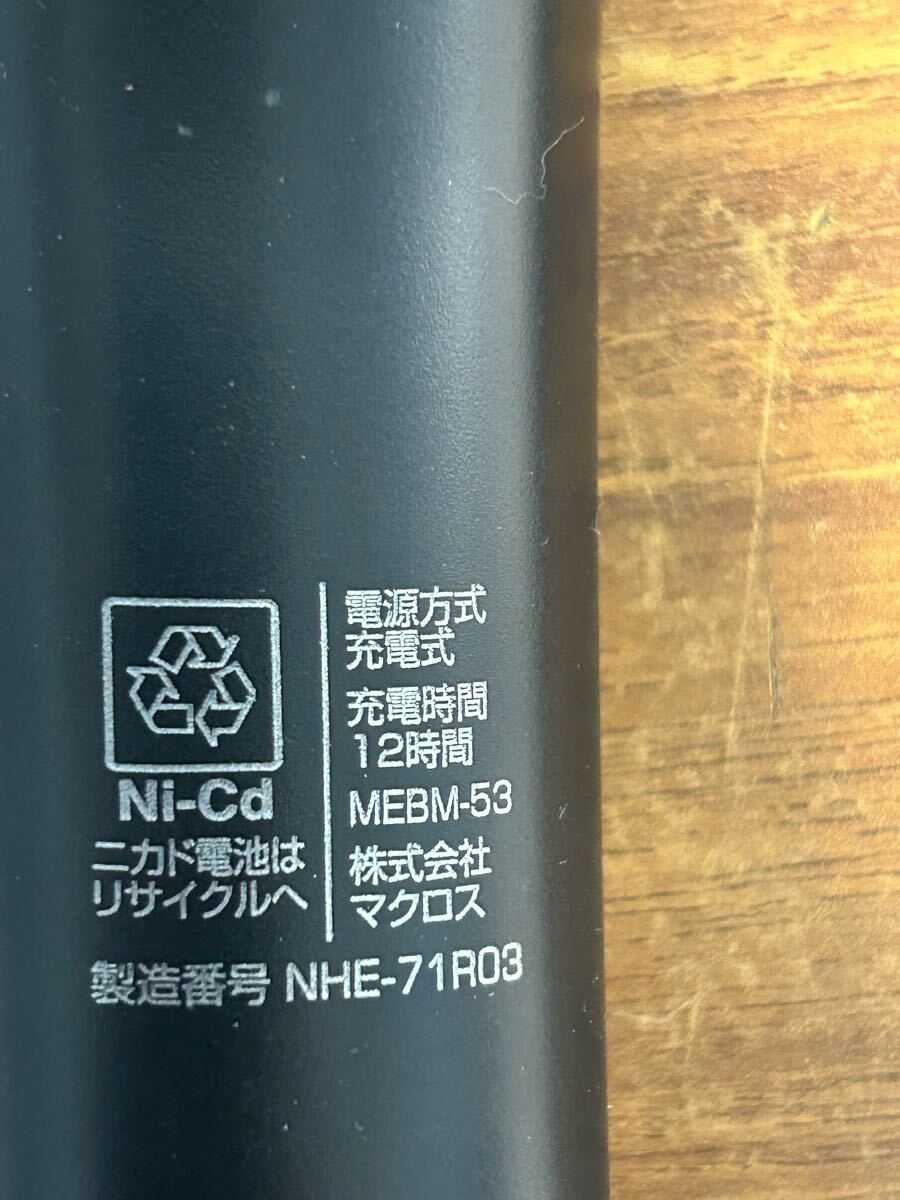 Ni-Cd
ニカド電池は
リサイクルへ
電源方式
充電式
充電時間
12時間
MEBM-53
株式会社
マクロス
製造番号 NHE-71R03